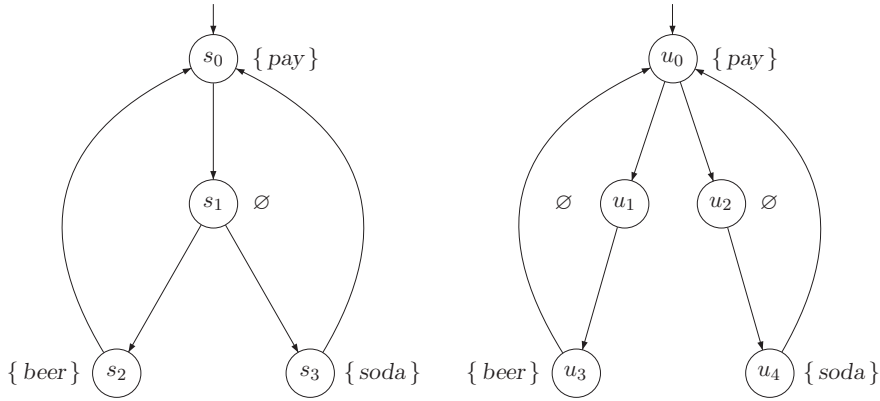 s₀ { pay }
s₁ ∅
{ beer } s₂
s₃ { soda }
u₀ { pay }
∅ u₁
u₂ ∅
{ beer } u₃
u₄ { soda }